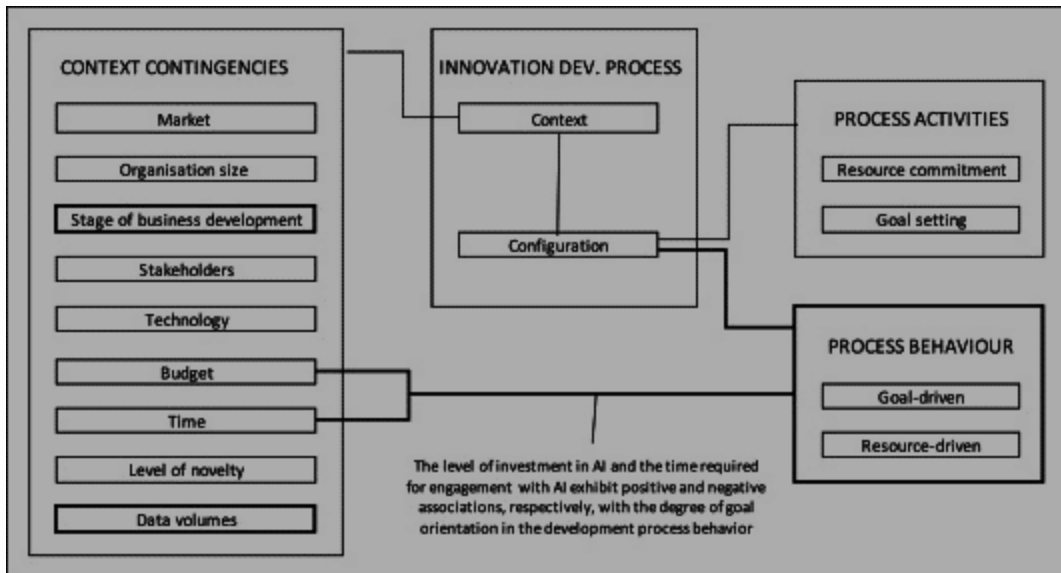 CONTEXT CONTINGENCIES
Market
Organisation size
Stage of business development
Stakeholders
Technology
Budget
Time
Level of novelty
Data volumes
INNOVATION DEV. PROCESS
Context
Configuration
PROCESS ACTIVITIES
Resource commitment
Goal setting
PROCESS BEHAVIOUR
Goal-driven
Resource-driven
The level of investment in AI and the time required
for engagement with AI exhibit positive and negative
associations, respectively, with the degree of goal
orientation in the development process behavior